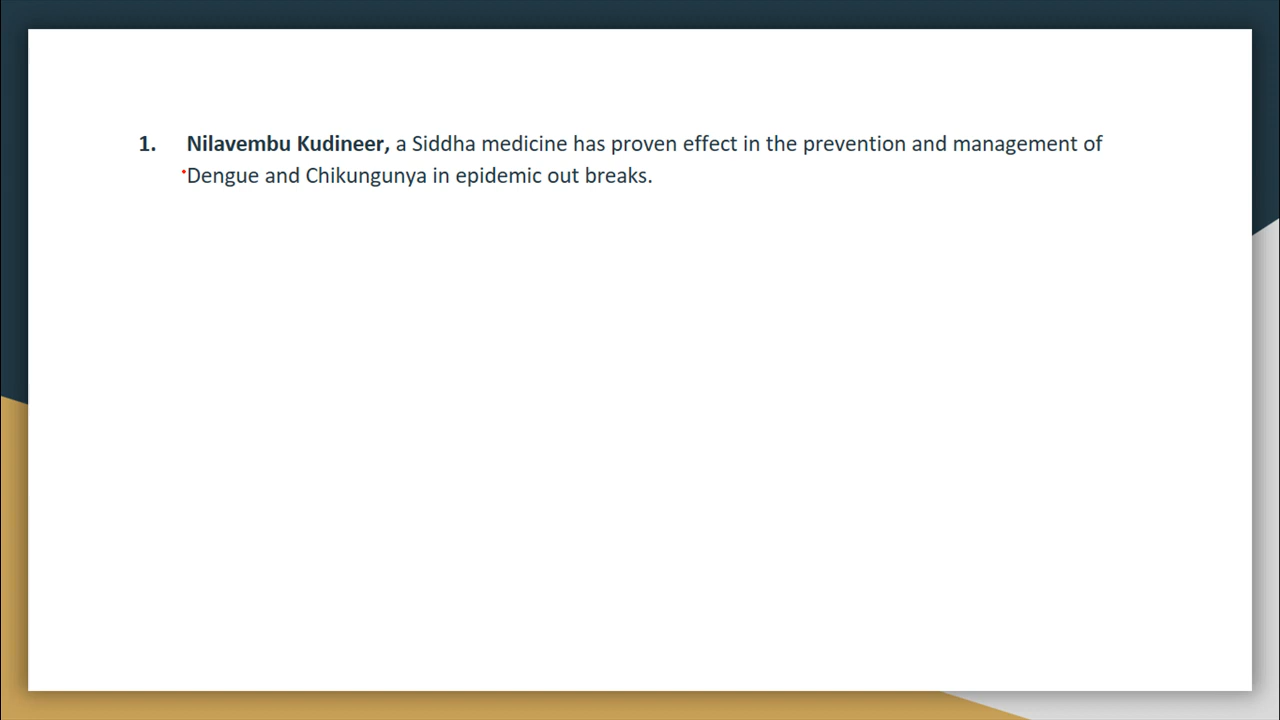 1. Nilavembu Kudineer, a Siddha medicine has proven effect in the prevention and management of
Dengue and Chikungunya in epidemic out breaks.